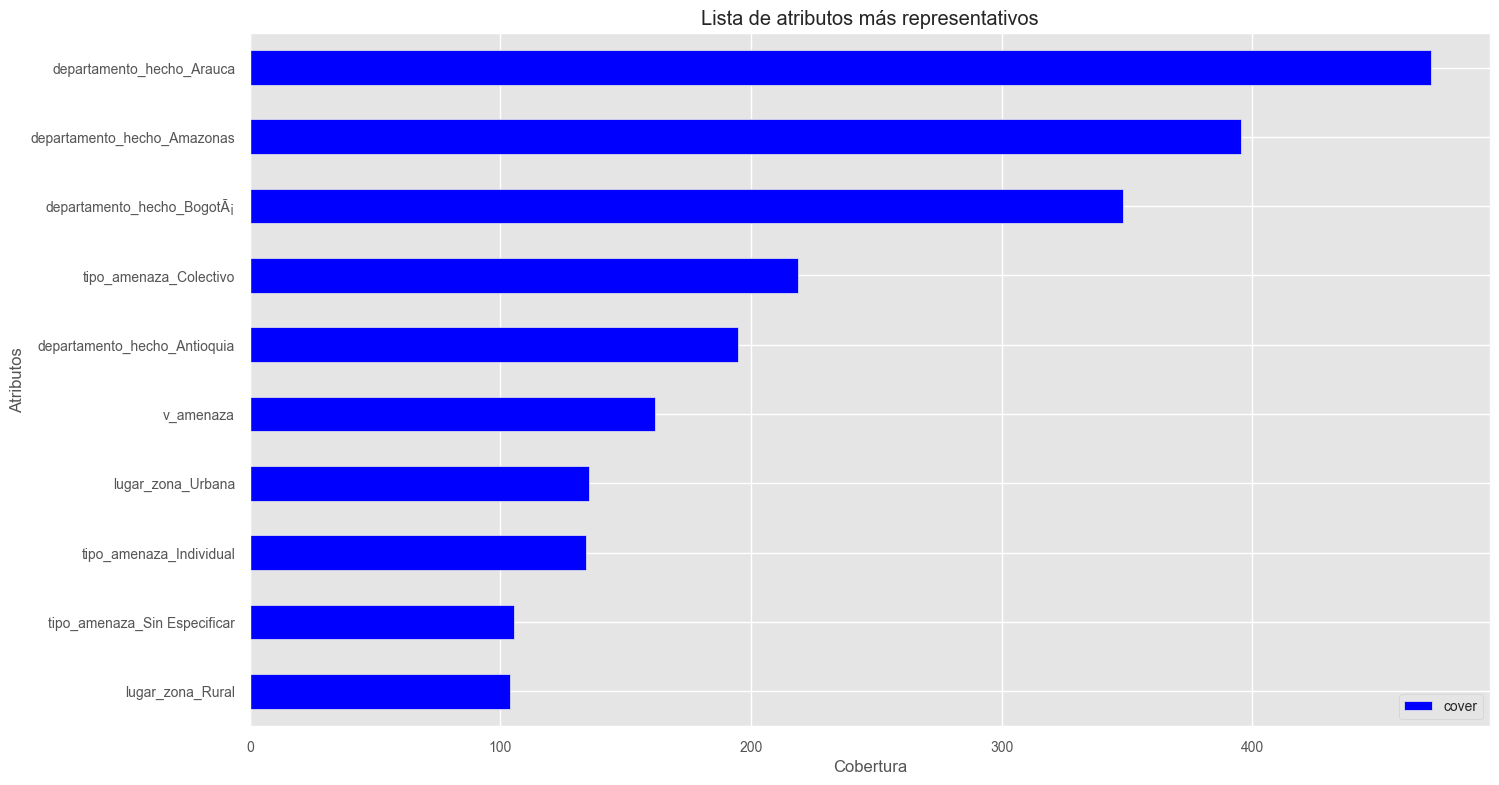 Lista de atributos más representativos
departamento_hecho_Arauca
departamento_hecho_Amazonas
departamento_hecho_BogotÃ¡
tipo_amenaza_Colectivo
departamento_hecho_Antioquia
v_amenaza
lugar_zona_Urbana
tipo_amenaza_Individual
tipo_amenaza_Sin Especificar
lugar_zona_Rural
Atributos
cover
0 100 200 300 400
Cobertura